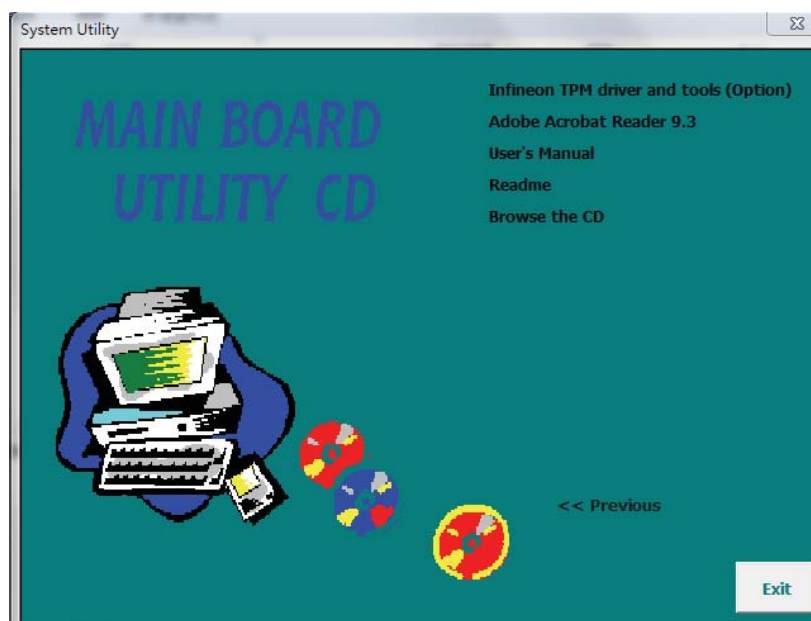 System Utility
MAIN BOARD
UTILITY CD
Infineon TPM driver and tools (Option)
Adobe Acrobat Reader 9.3
User's Manual
Readme
Browse the CD
<< Previous
Exit